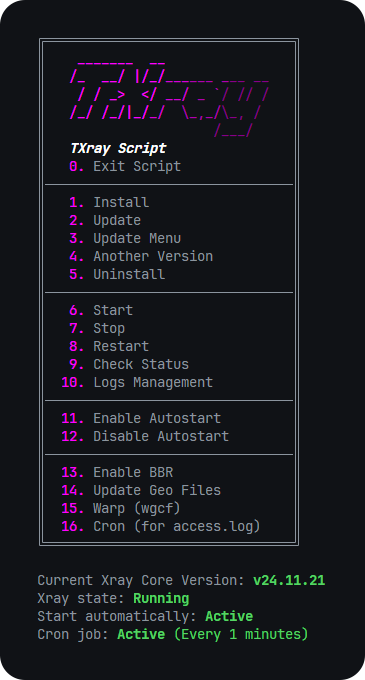 TXray
TXray Script
0. Exit Script
1. Install
2. Update
3. Update Menu
4. Another Version
5. Uninstall
6. Start
7. Stop
8. Restart
9. Check Status
10. Logs Management
11. Enable Autostart
12. Disable Autostart
13. Enable BBR
14. Update Geo Files
15. Warp (wgcf)
16. Cron (for access.log)
Current Xray Core Version: v24.11.21
Xray state: Running
Start automatically: Active
Cron job: Active (Every 1 minutes)